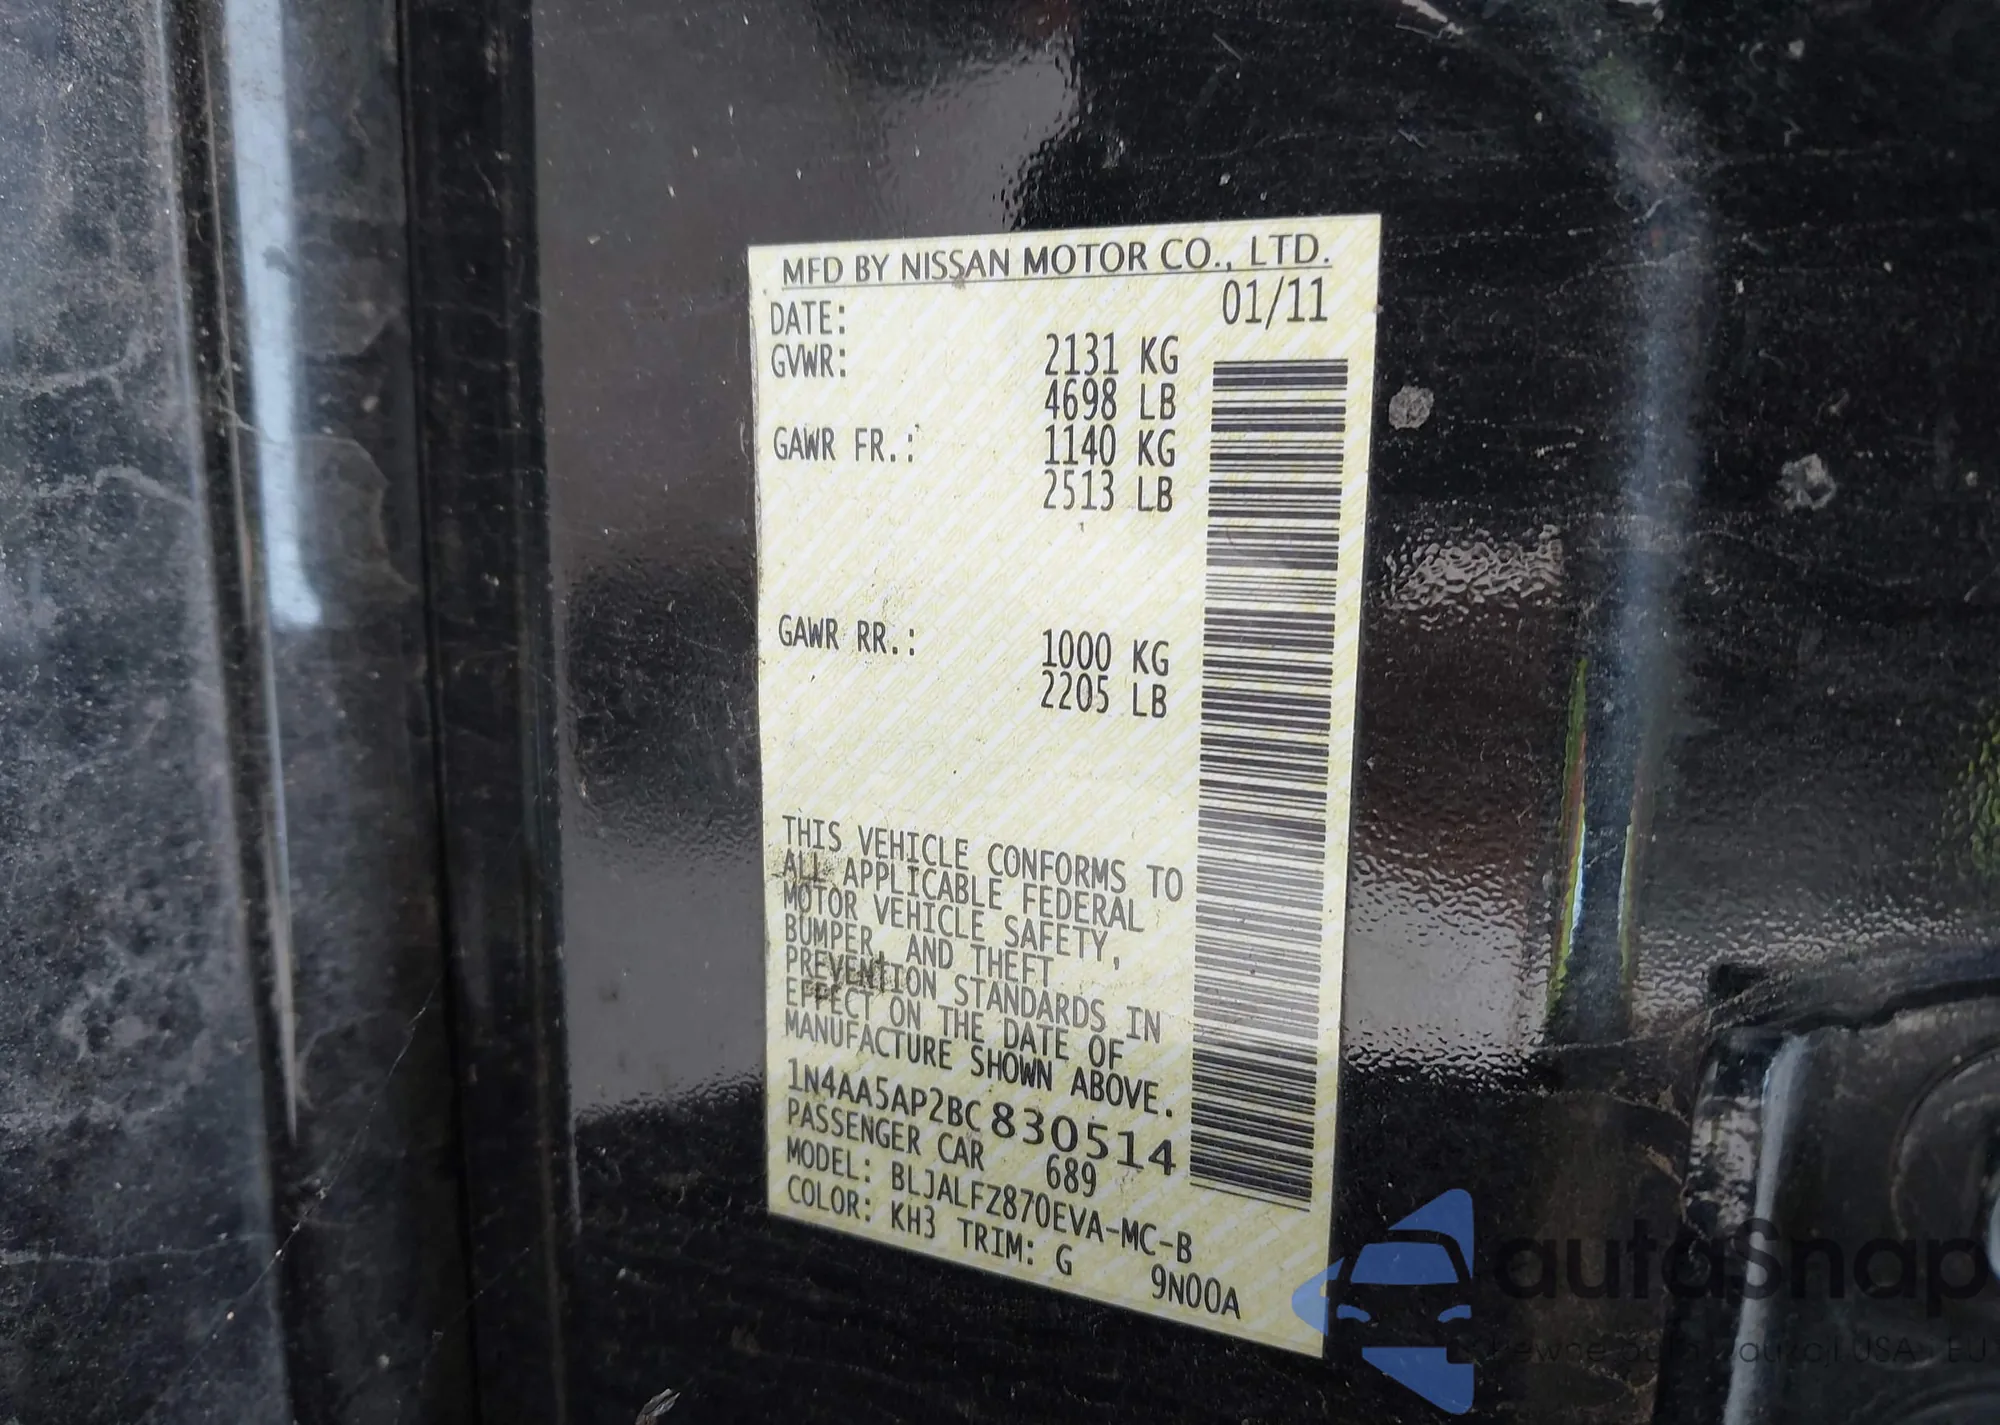 MFD BY NISSAN MOTOR CO., LTD.
DATE: 01/11
GVWR: 2131 KG
4698 LB
GAWR FR.: 1140 KG
2513 LB
GAWR RR.: 1000 KG
2205 LB
THIS VEHICLE CONFORMS TO
ALL APPLICABLE FEDERAL
MOTOR VEHICLE SAFETY,
BUMPER, AND THEFT
PREVENTION STANDARDS IN
EFFECT ON THE DATE OF
MANUFACTURE SHOWN ABOVE.
1N4AA5AP2BC830514
PASSENGER CAR 689
MODEL: BLJALFZ870EVA-MC-B
COLOR: KH3 TRIM: G 9N00A
autoSnap
USA EU